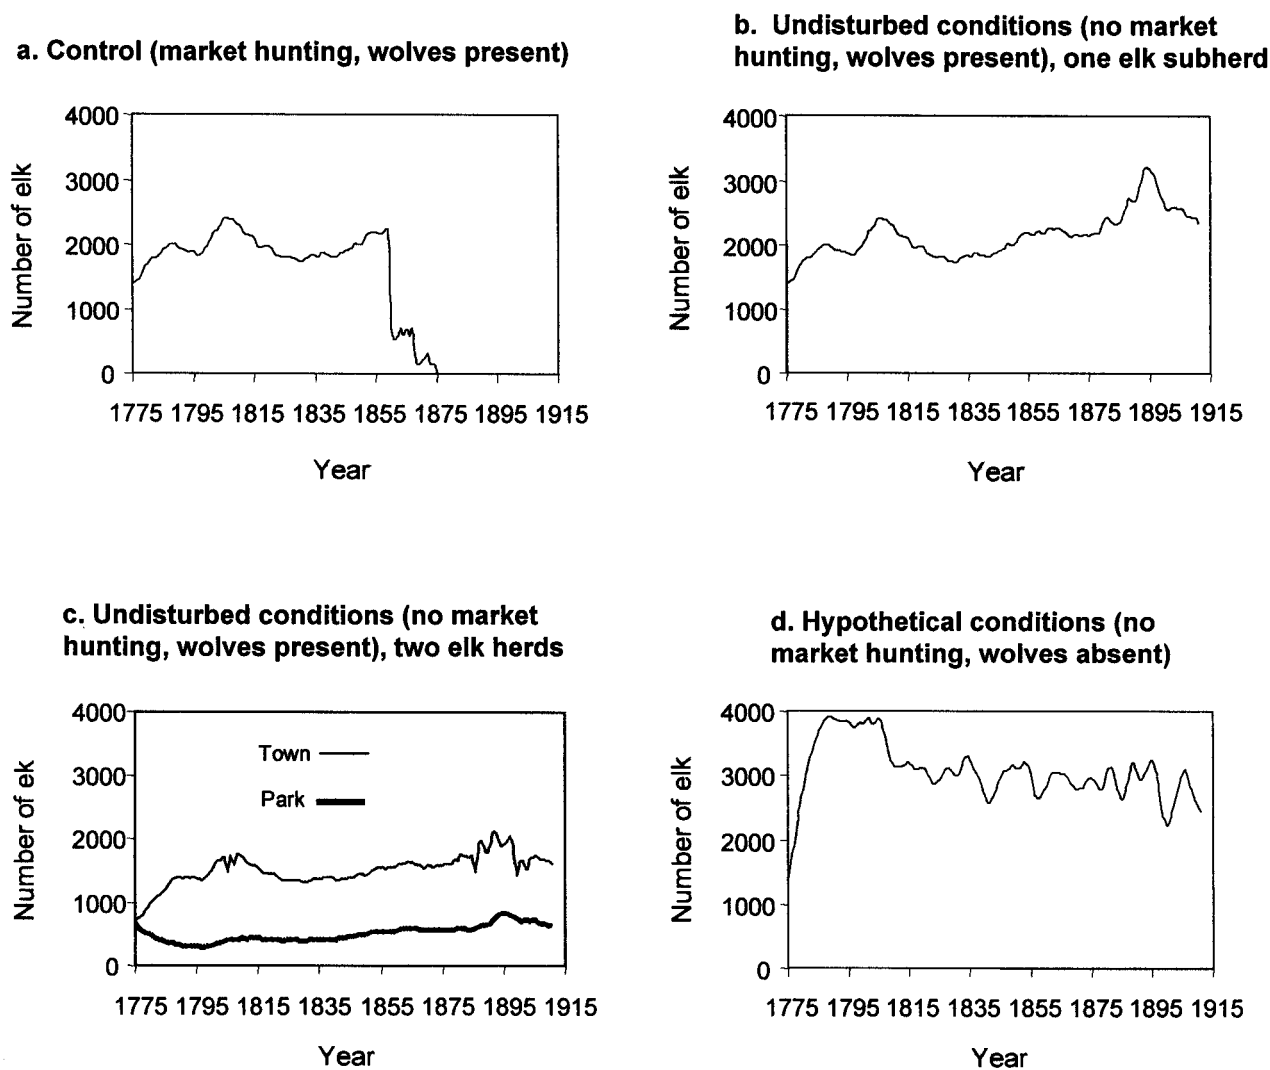 a. Control (market hunting, wolves present)
4000
3000
2000
1000
0
Number of elk
1775 1795 1815 1835 1855 1875 1895 1915
Year
b. Undisturbed conditions (no market
hunting, wolves present), one elk subherd
4000
3000
2000
1000
0
Number of elk
1775 1795 1815 1835 1855 1875 1895 1915
Year
c. Undisturbed conditions (no market
hunting, wolves present), two elk herds
4000
3000
2000
1000
0
Number of ek
Town
Park
1775 1795 1815 1835 1855 1875 1895 1915
Year
d. Hypothetical conditions (no
market hunting, wolves absent)
4000
3000
2000
1000
0
Number of elk
1775 1795 1815 1835 1855 1875 1895 1915
Year